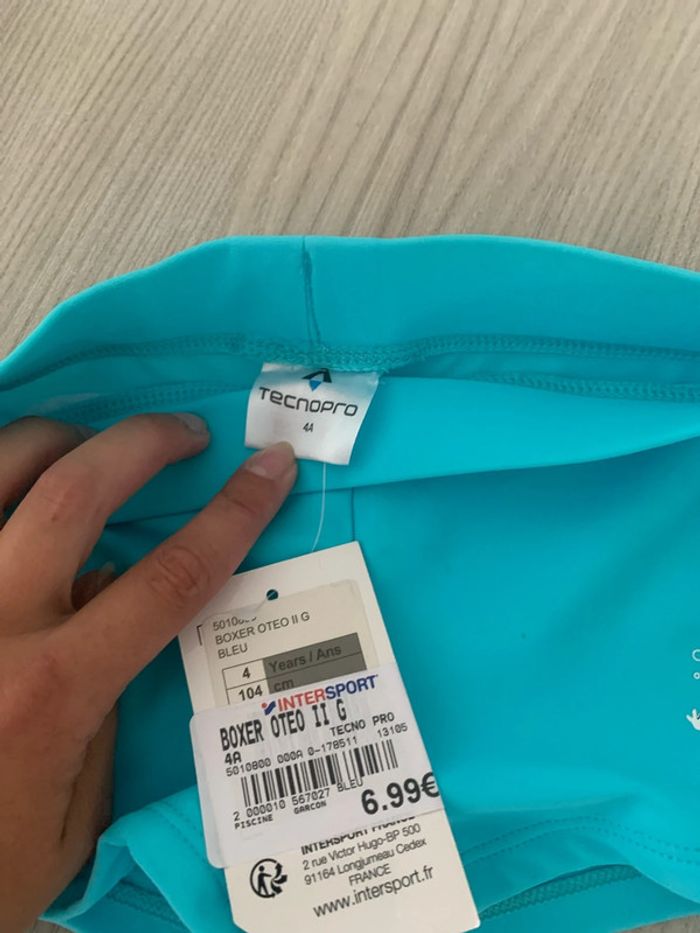 TECNOPRO
4A
BOXER OTEO II G
BLEU
4 Years / Ans
104 cm
INTERSPORT
BOXER OTEO II G
4A TECNO PRO
5010800 000A 0-178511 13105
2 000010 567027 BLEU
PISCINE GARCON
6.99€
INTERSPORT FRANCE
2 rue Victor Hugo-BP 500
91164 Longjumeau Cedex
FRANCE
www.intersport.fr